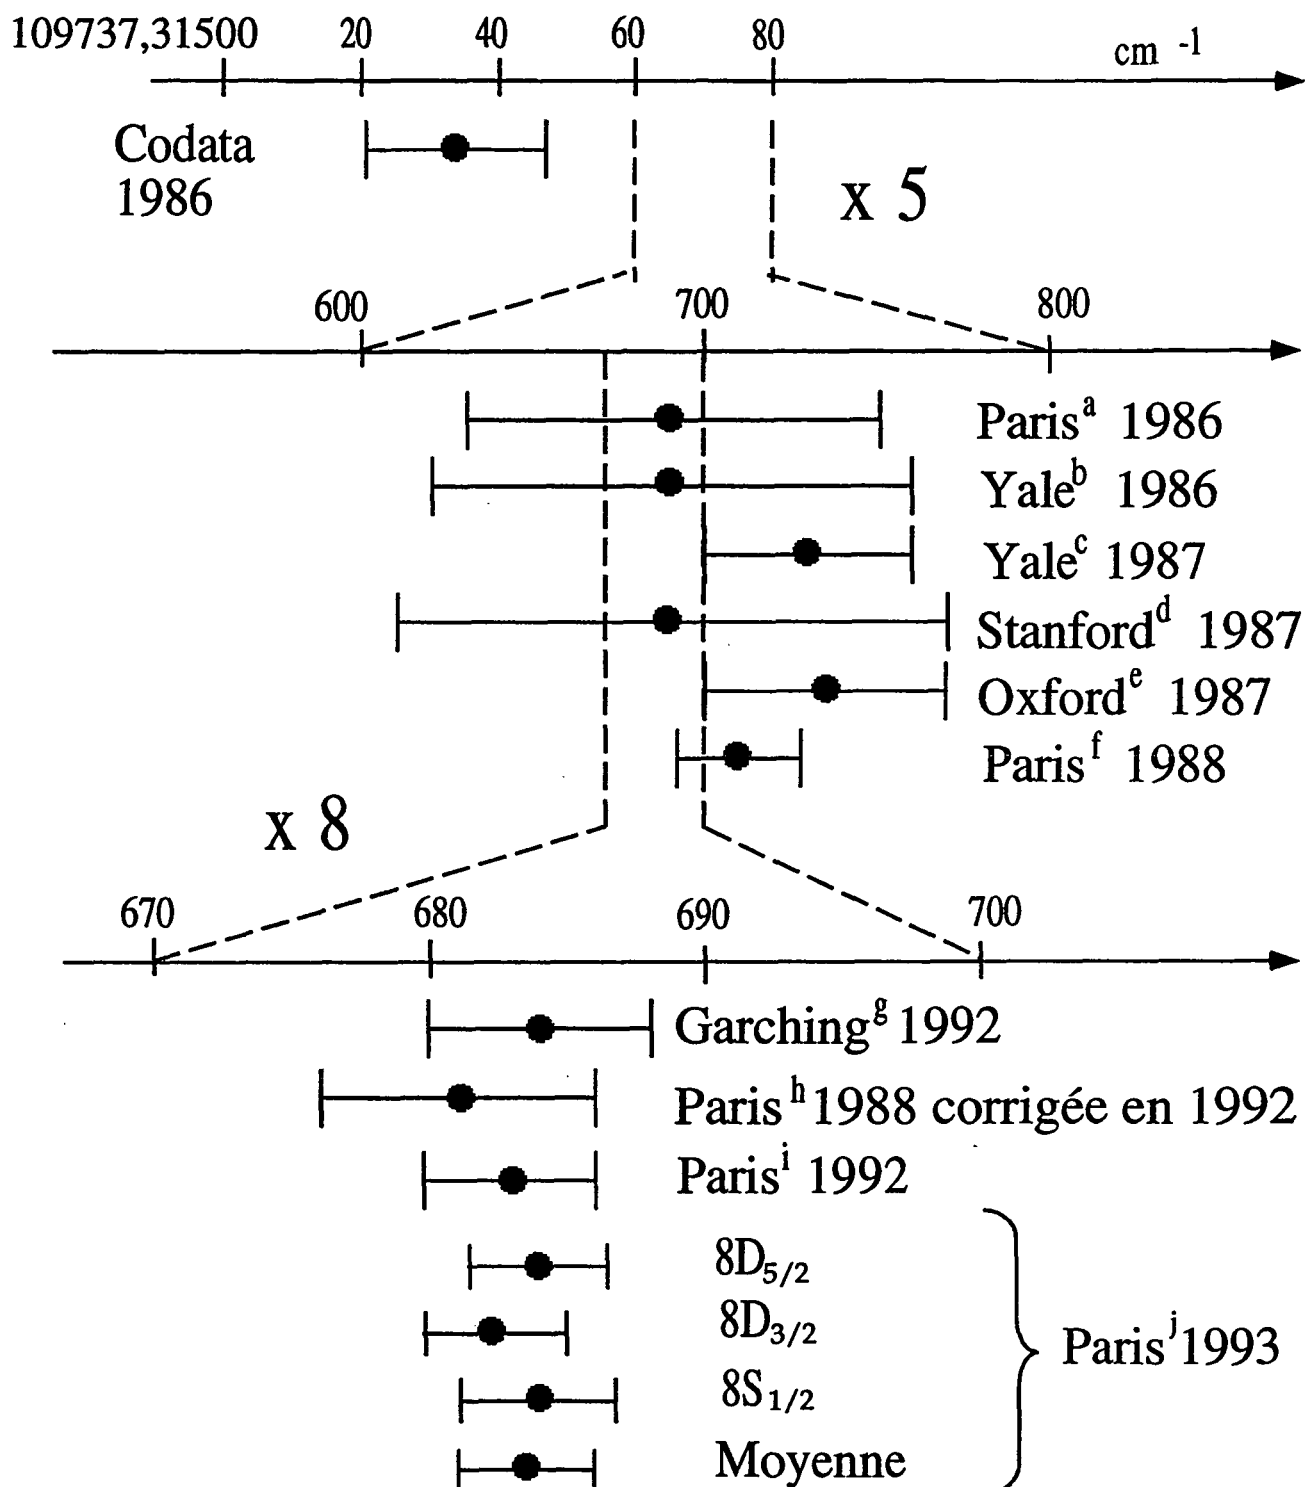 109737,31500 20 40 60 80 cm -1
Codata
1986
x 5
600 700 800
Paris a 1986
Yale b 1986
Yale c 1987
Stanford d 1987
Oxford e 1987
Paris f 1988
x 8
670 680 690 700
Garching g 1992
Paris h 1988 corrigée en 1992
Paris i 1992
8D5/2
8D3/2
8S1/2
Paris j 1993
Moyenne